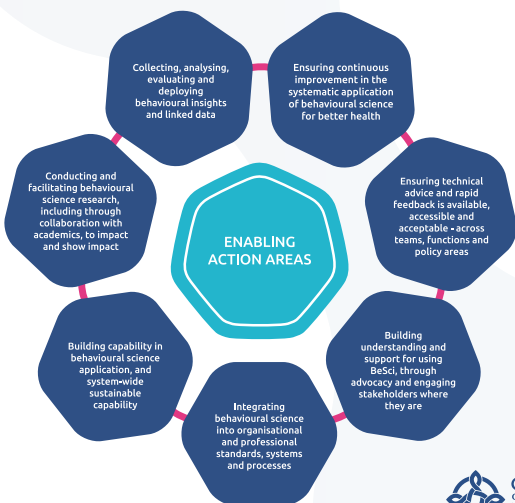 Collecting, analysing,
evaluating and
deploying
behavioural insights
and linked data
Ensuring continuous
improvement in the
systematic application
of behavioural science
for better health
Conducting and
facilitating behavioural
science research,
including through
collaboration with
academics, to impact
and show impact
ENABLING
ACTION AREAS
Ensuring technical
advice and rapid
feedback is available,
accessible and
acceptable - across
teams, functions and
policy areas
Building capability in
behavioural science
application, and
system-wide
sustainable
capability
Building
understanding and
support for using
BeSci, through
advocacy and engaging
stakeholders where
they are
Integrating
behavioural science
into organisational
and professional
standards, systems
and processes